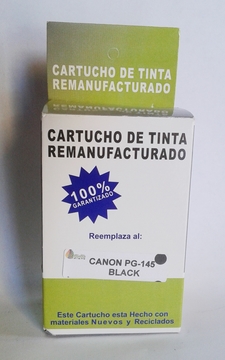 CARTUCHO DE TINTA
REMANUFACTURADO
CARTUCHO DE TINTA
REMANUFACTURADO
100%
GARANTIZADO
Reemplaza al:
CANON PG-145
BLACK
Este Cartucho esta Hecho con
materiales Nuevos y Reciclados